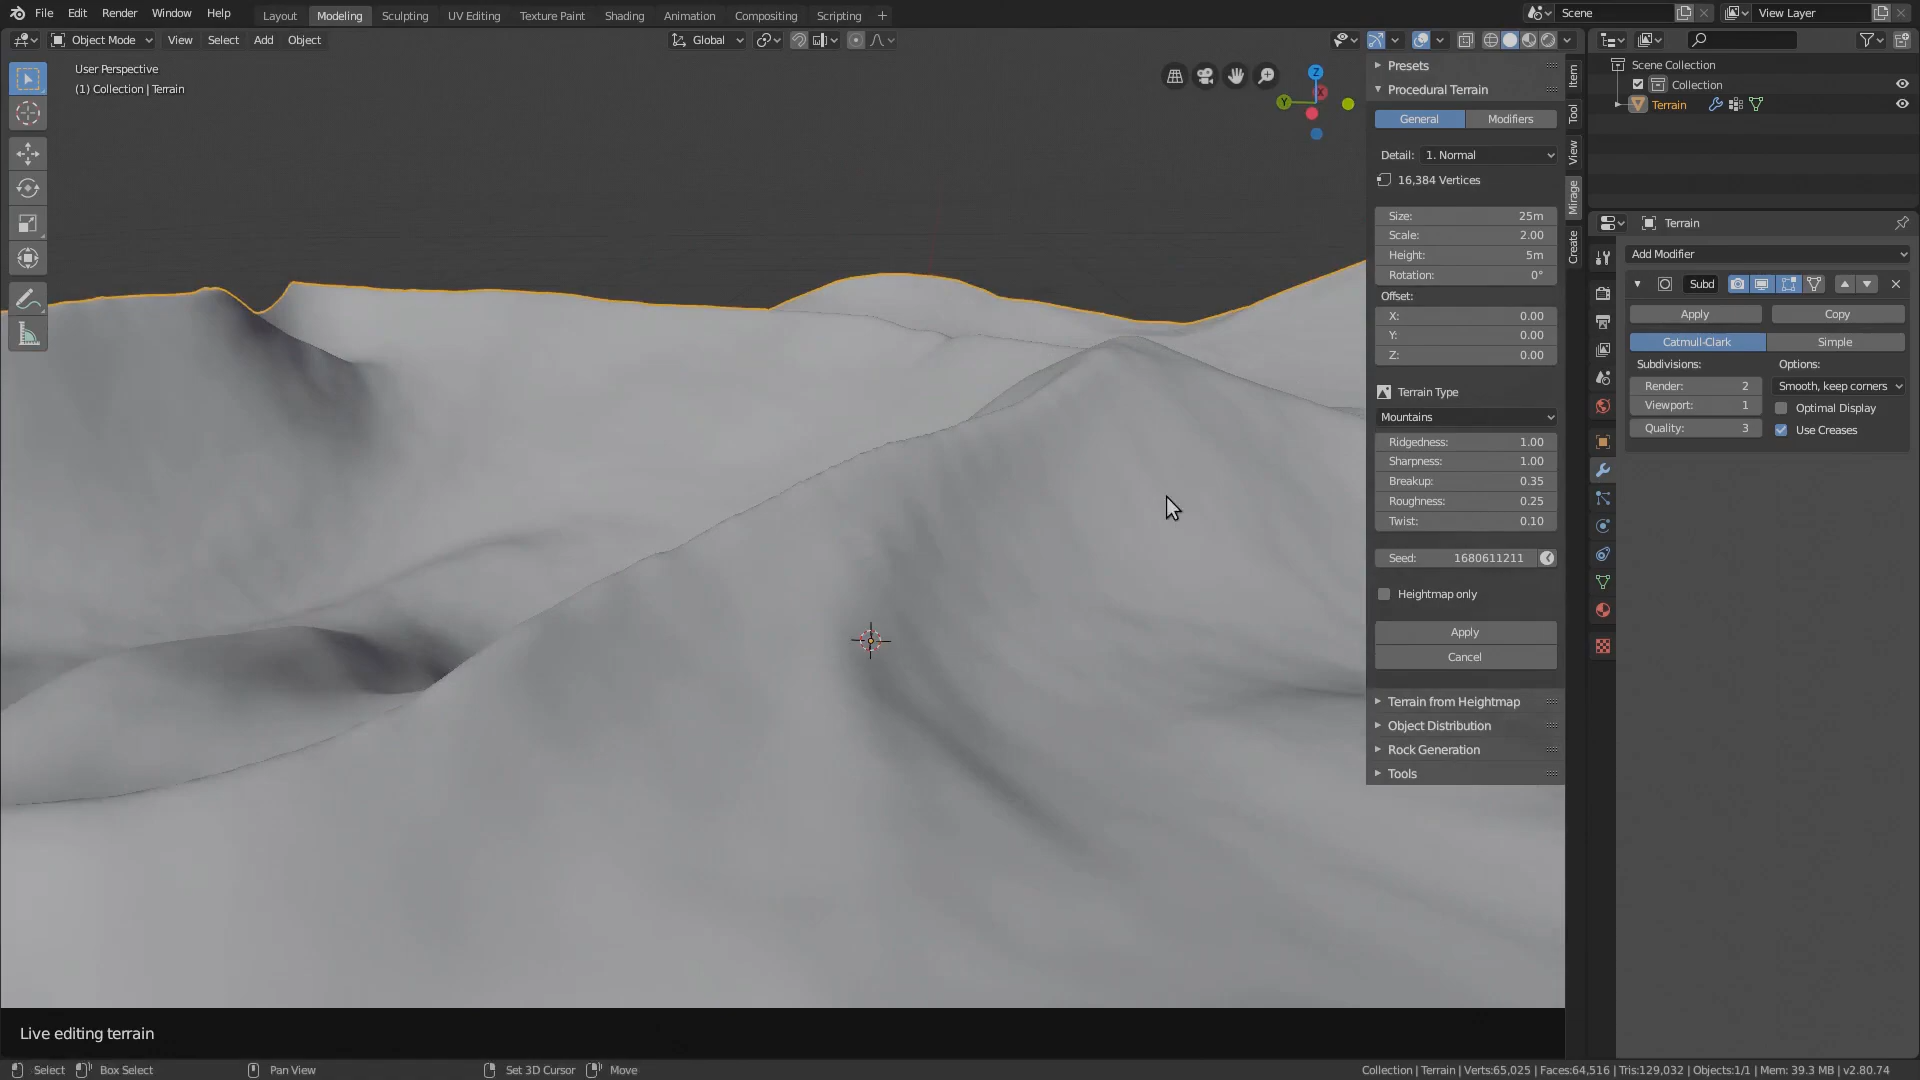 File Edit Render Window Help
Layout Modeling Sculpting UV Editing Texture Paint Shading Animation Compositing Scripting +
Scene
View Layer
Object Mode View Select Add Object
Global
User Perspective
(1) Collection | Terrain
Z
Y
X
Presets
Procedural Terrain
General Modifiers
Detail: 1. Normal
16,384 Vertices
Size: 25m
Scale: 2.00
Height: 5m
Rotation: 0°
Offset:
X: 0.00
Y: 0.00
Z: 0.00
Terrain Type
Mountains
Ridgedness: 1.00
Sharpness: 1.00
Breakup: 0.35
Roughness: 0.25
Twist: 0.10
Seed: 1680611211
Heightmap only
Apply
Cancel
Terrain from Heightmap
Object Distribution
Rock Generation
Tools
Item
Tool
View
Mirage
Create
Scene Collection
Collection
Terrain
Terrain
Add Modifier
Subd
Apply Copy
Catmull-Clark Simple
Subdivisions: Options:
Render: 2 Smooth, keep corners
Viewport: 1 Optimal Display
Quality: 3 Use Creases
Live editing terrain
Select Box Select Pan View Set 3D Cursor Move
Collection | Terrain | Verts:65,025 | Faces:64,516 | Tris:129,032 | Objects:1/1 | Mem: 39.3 MB | v2.80.74